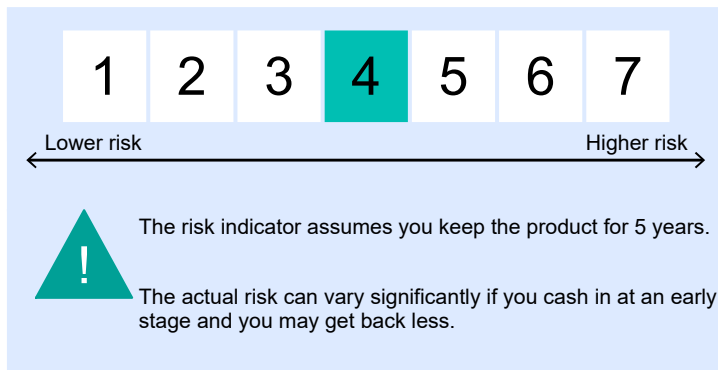 1 2 3 4 5 6 7
Lower risk Higher risk
The risk indicator assumes you keep the product for 5 years.
!
The actual risk can vary significantly if you cash in at an early
stage and you may get back less.